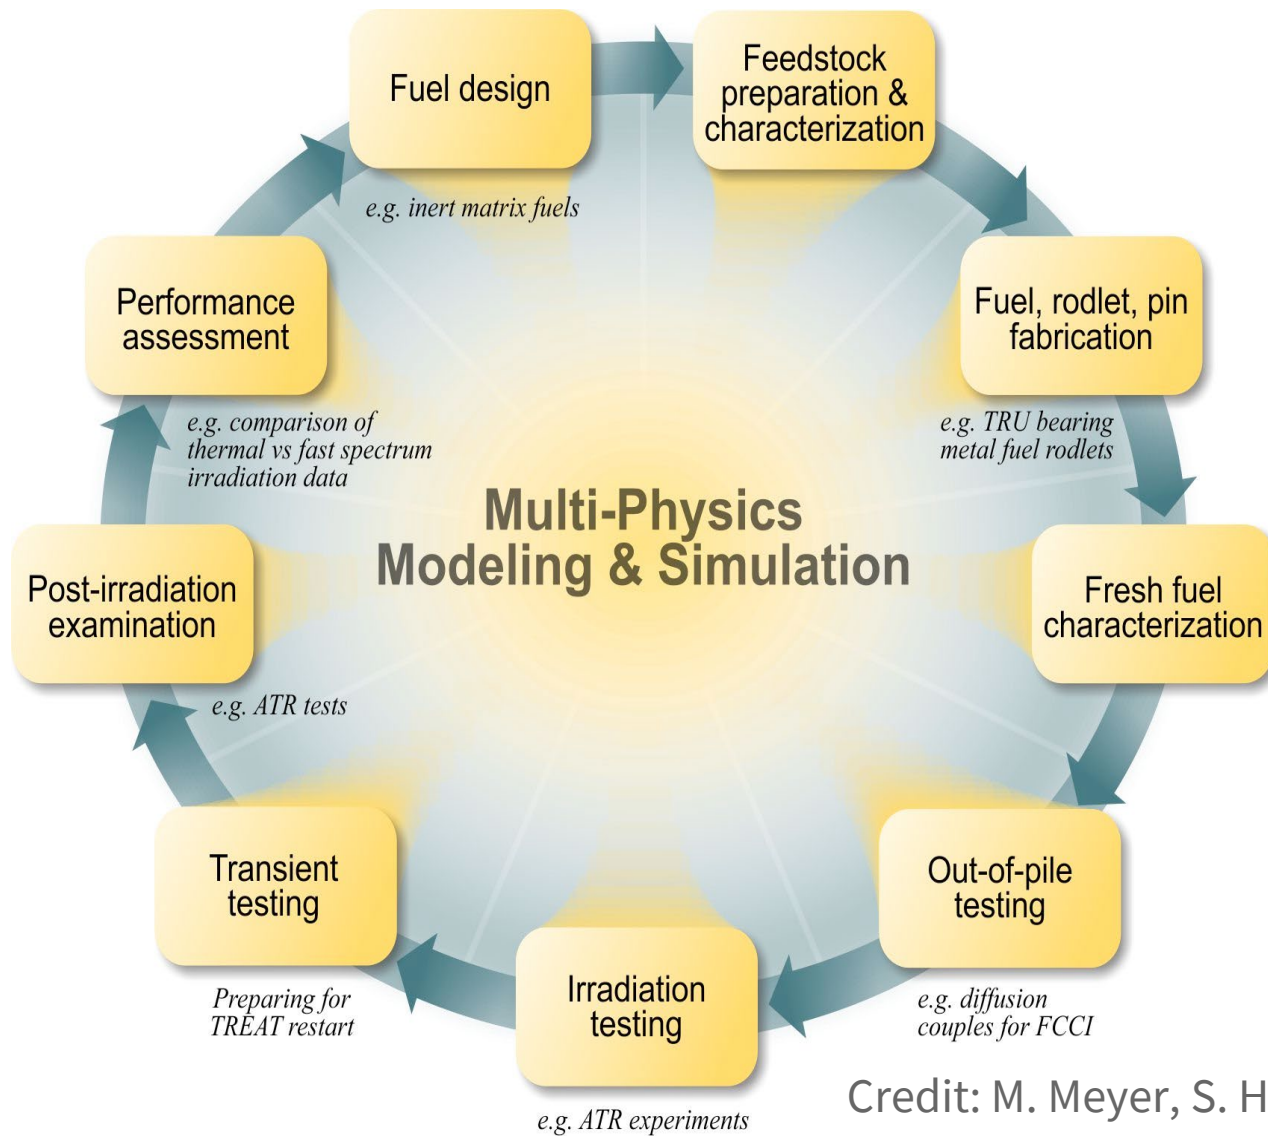 Fuel design
e.g. inert matrix fuels
Feedstock
preparation &
characterization
Fuel, rodlet, pin
fabrication
e.g. TRU bearing
metal fuel rodlets
Fresh fuel
characterization
Out-of-pile
testing
e.g. diffusion
couples for FCCI
Irradiation
testing
e.g. ATR experiments
Transient
testing
Preparing for
TREAT restart
Post-irradiation
examination
e.g. ATR tests
Performance
assessment
e.g. comparison of
thermal vs fast spectrum
irradiation data
Multi-Physics
Modeling & Simulation
Credit: M. Meyer, S. H